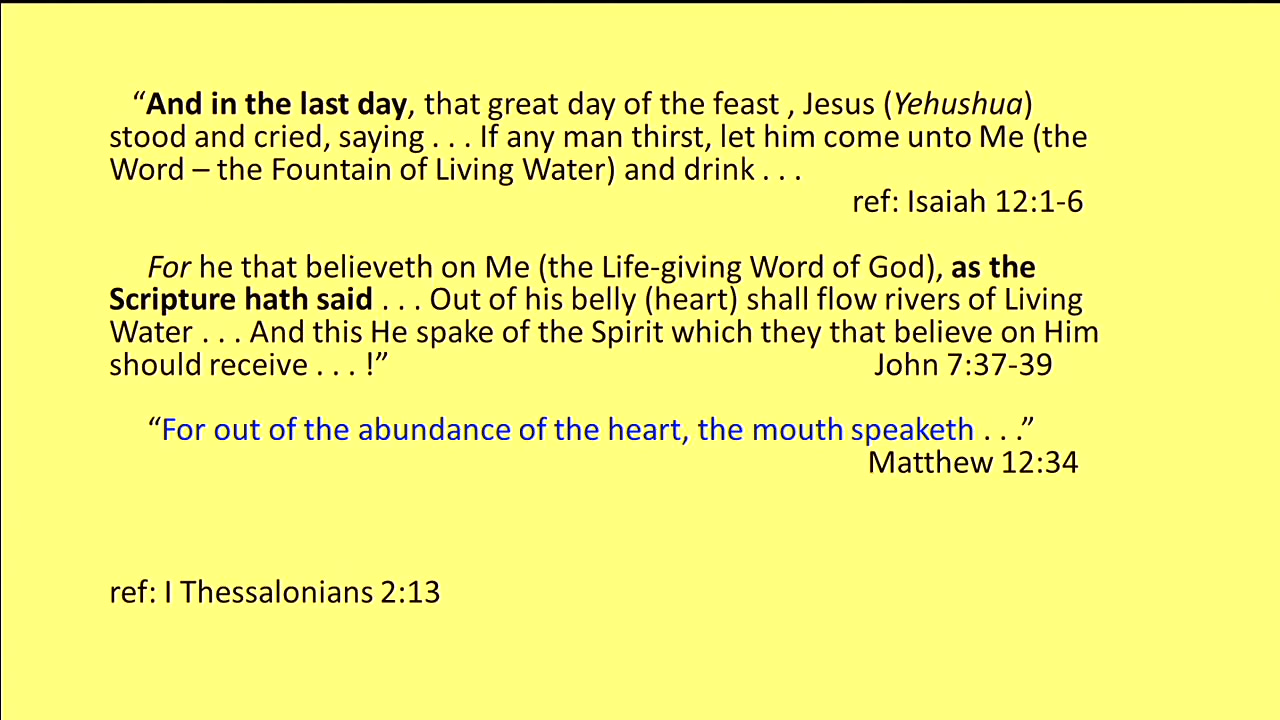 “And in the last day, that great day of the feast , Jesus (Yehushua)
stood and cried, saying . . . If any man thirst, let him come unto Me (the
Word – the Fountain of Living Water) and drink . . .
ref: Isaiah 12:1-6
For he that believeth on Me (the Life-giving Word of God), as the
Scripture hath said . . . Out of his belly (heart) shall flow rivers of Living
Water . . . And this He spake of the Spirit which they that believe on Him
should receive . . . !” John 7:37-39
“For out of the abundance of the heart, the mouth speaketh . . .”
Matthew 12:34
ref: I Thessalonians 2:13